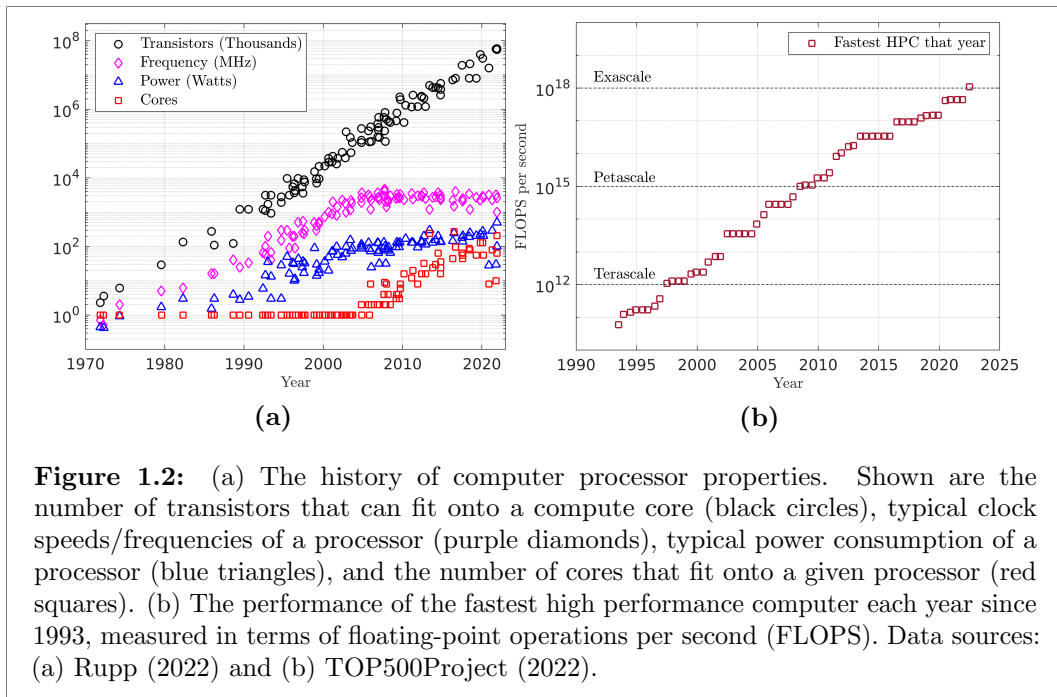 10^8
10^6
10^4
10^2
10^0
Transistors (Thousands)
Frequency (MHz)
Power (Watts)
Cores
1970 1980 1990 2000 2010 2020
Year
(a)
FLOPS per second
10^18
10^15
10^12
Fastest HPC that year
Exascale
Petascale
Terascale
1990 1995 2000 2005 2010 2015 2020 2025
Year
(b)
Figure 1.2: (a) The history of computer processor properties. Shown are the
number of transistors that can fit onto a compute core (black circles), typical clock
speeds/frequencies of a processor (purple diamonds), typical power consumption of
a processor (blue triangles), and the number of cores that fit onto a given processor (red
squares). (b) The performance of the fastest high performance computer each year since
1993, measured in terms of floating-point operations per second (FLOPS). Data sources:
(a) Rupp (2022) and (b) TOP500Project (2022).